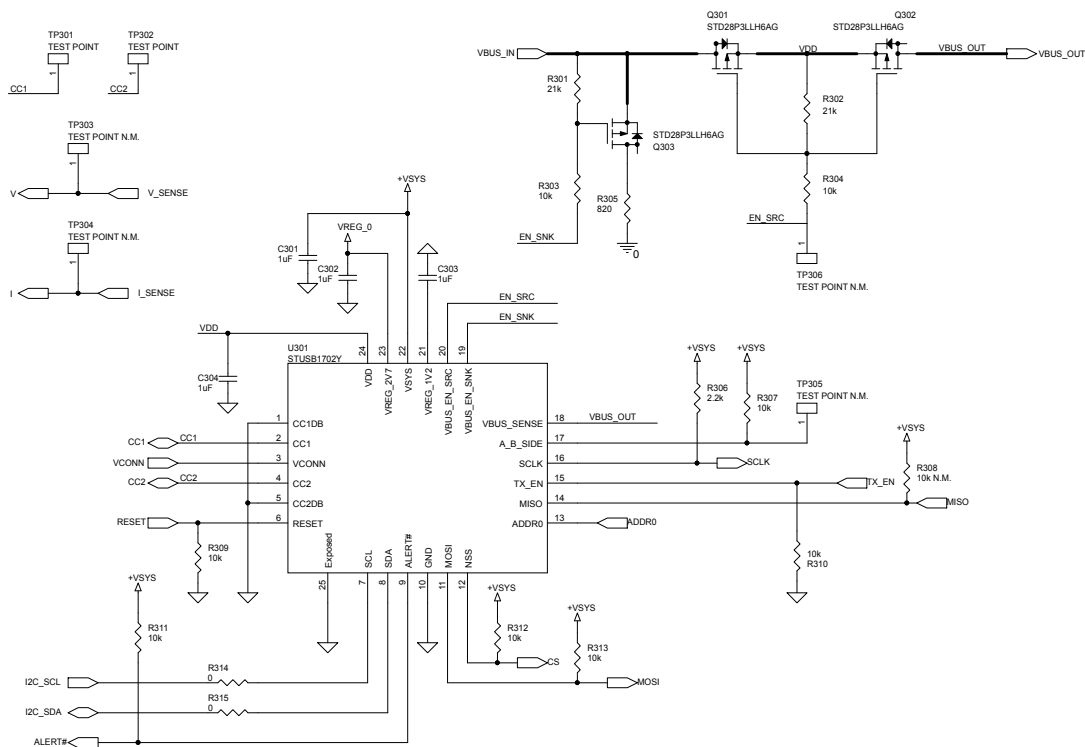 Q301
STD28P3LLH6AG
Q302
STD28P3LLH6AG
TP301
TEST POINT
1
CC1
TP302
TEST POINT
1
CC2
VBUS_IN
VDD
VBUS_OUT
VBUS_OUT
R301
21k
R302
21k
STD28P3LLH6AG
Q303
TP303
TEST POINT N.M.
1
V
V_SENSE
R303
10k
R305
820
R304
10k
EN_SNK
0
EN_SRC
1
TP306
TEST POINT N.M.
TP304
TEST POINT N.M.
1
I
I_SENSE
+VSYS
VREG_0
C301
1uF
C302
1uF
C303
1uF
EN_SRC
EN_SNK
VDD
C304
1uF
U301
STUSB1702Y
24
23
22
21
20
19
VDD
VREG_2V7
VSYS
VREG_1V2
VBUS_EN_SRC
VBUS_EN_SNK
+VSYS
R306
2.2k
+VSYS
R307
10k
TP305
TEST POINT N.M.
1
1
CC1DB
VBUS_SENSE
18
VBUS_OUT
CC1
CC1
2
CC1
A_B_SIDE
17
VCONN
3
VCONN
SCLK
16
SCLK
+VSYS
R308
10k N.M.
CC2
CC2
4
CC2
TX_EN
15
TX_EN
5
CC2DB
MISO
14
MISO
RESET
6
RESET
ADDR0
13
ADDR0
R309
10k
10k
R310
Exposed
SCL
SDA
ALERT#
GND
MOSI
NSS
25
7
8
9
10
11
12
+VSYS
R311
10k
+VSYS
R312
10k
CS
+VSYS
R313
10k
MOSI
I2C_SCL
R314
0
I2C_SDA
R315
0
ALERT#